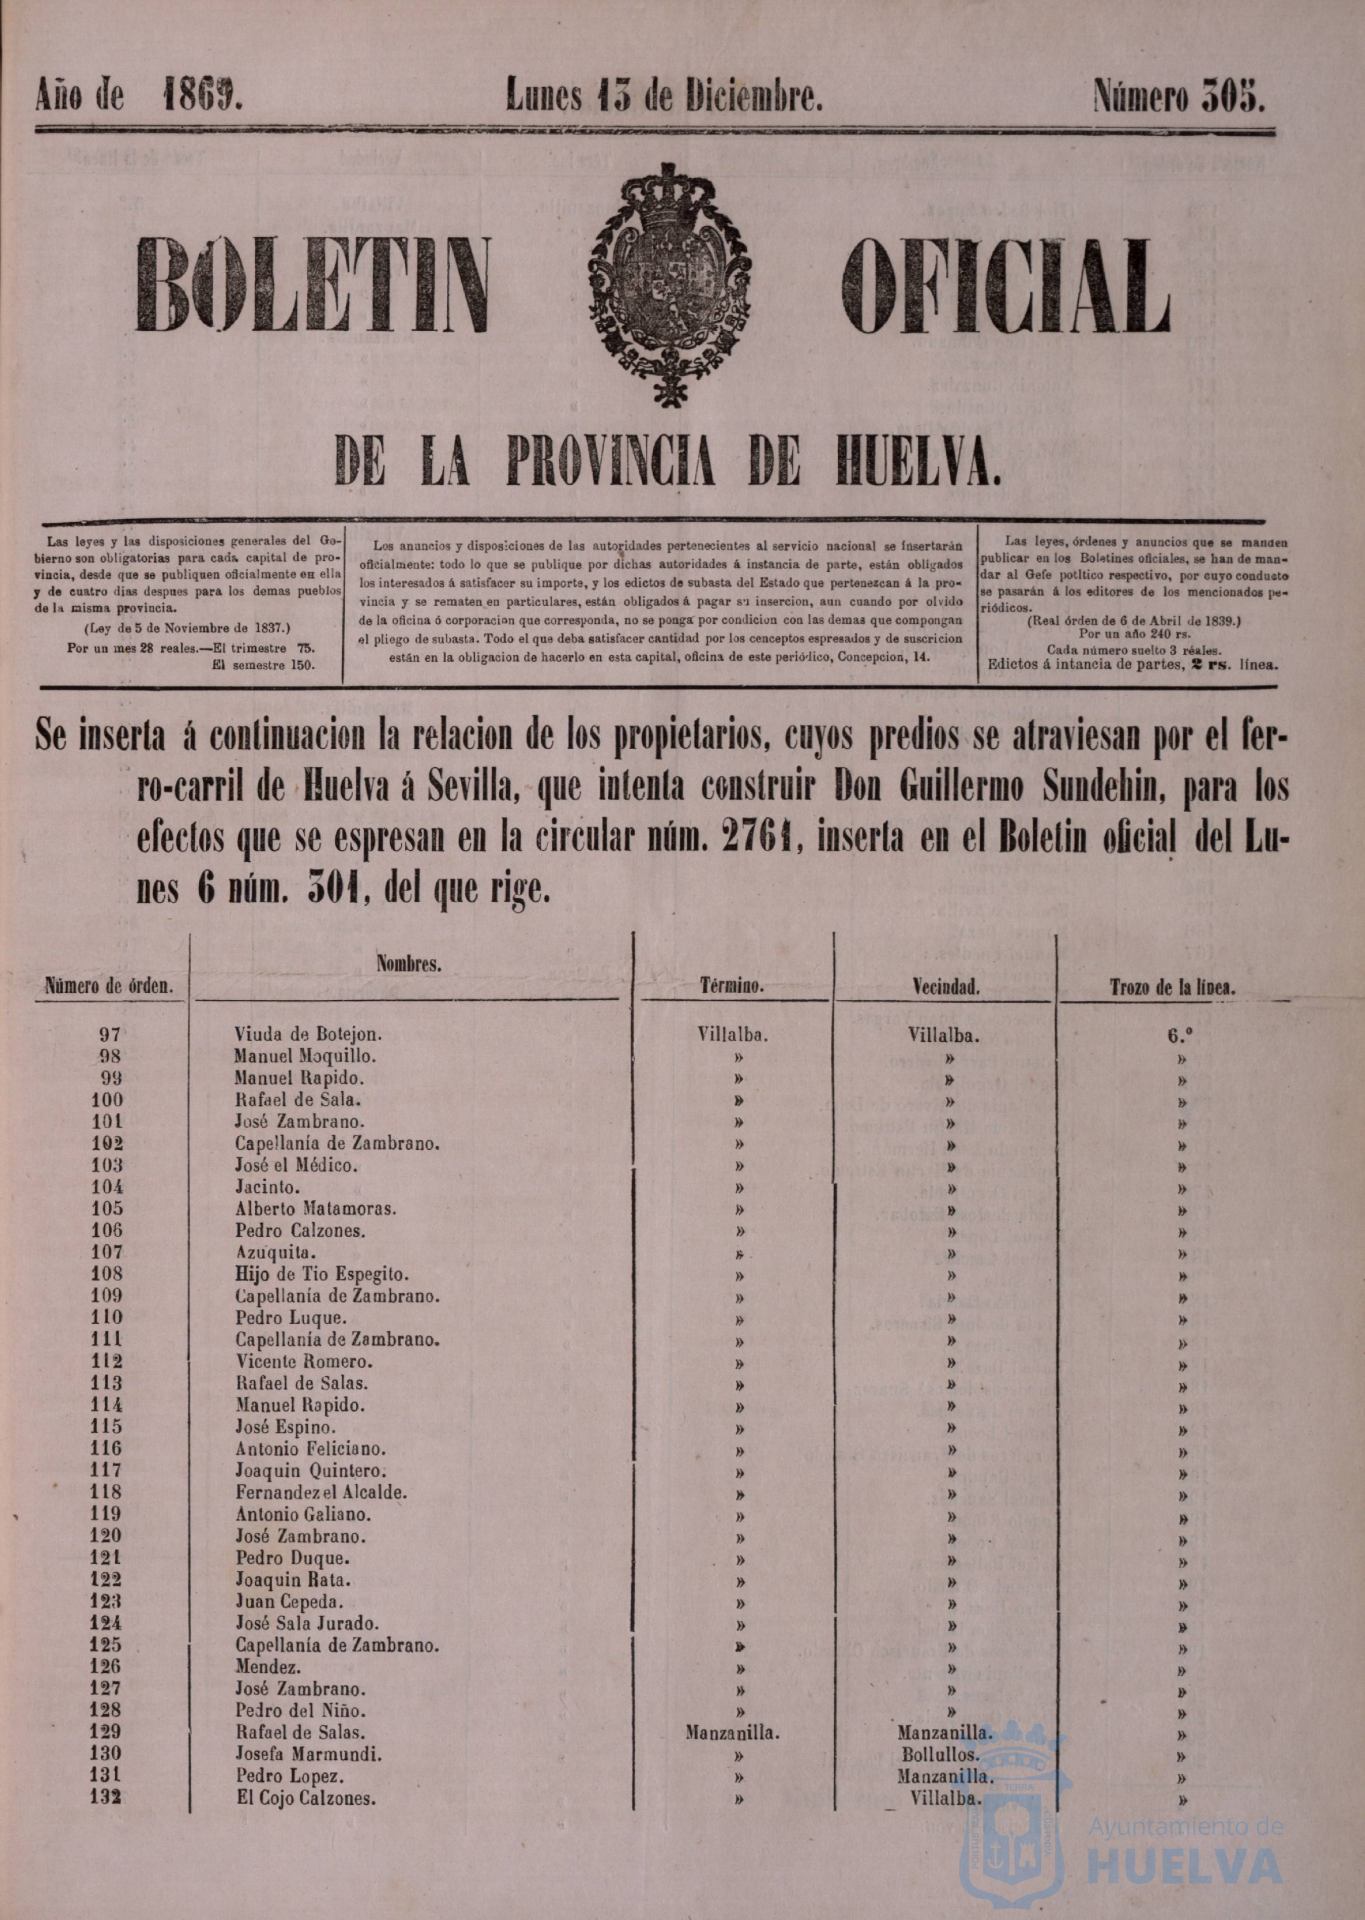 Año de 1869. Lunes 13 de Diciembre. Número 305.
BOLETIN OFICIAL
DE LA PROVINCIA DE HUELVA.
Las leyes y las disposiciones generales del Go-
bierno son obligatorias para cada capital de pro-
vincia, desde que se publiquen oficialmente en ella
y de cuatro dias despues para los demas pueblos
de la misma provincia.
(Ley de 5 de Noviembre de 1837.)
Por un mes 28 reales.—El trimestre 75.
El semestre 150.
Los anuncios y disposiciones de las autoridades pertenecientes al servicio nacional se insertarán
oficialmente: todo lo que se publique por dichas autoridades á instancia de parte, están obligados
los interesados á satisfacer su importe, y los edictos de subasta del Estado que pertenezcan á la pro-
vincia y se rematen en particulares, están obligados á pagar su insercion, aun cuando por olvido
de la oficina ó corporacion que corresponda, no se ponga por condicion con las demas que compongan
el pliego de subasta. Todo el que deba satisfacer cantidad por los cenceptos espresados y de suscricion
están en la obligacion de hacerlo en esta capital, oficina de este periódico, Concepcion, 14.
Las leyes, órdenes y anuncios que se manden
publicar en los Boletines oficiales, se han de man-
dar al Gefe potltico respectivo, por cuyo conducto
se pasarán á los editores de los mencionados pe-
riódicos.
(Real órden de 6 de Abril de 1839.)
Por un año 240 rs.
Cada número suelto 3 réales.
Edictos á intancia de partes, 2 rs. línea.
Se inserta á continuacion la relacion de los propietarios, cuyos predios se atraviesan por el fer-
ro-carril de Huelva á Sevilla, que intenta construir Don Guillermo Sundehin, para los
efectos que se espresan en la circular núm. 2761, inserta en el Boletin oficial del Lu-
nes 6 núm. 301, del que rige.
Número de órden. Nombres. Término. Vecindad. Trozo de la línea.
97 Viuda de Botejon. Villalba. Villalba. 6.º
98 Manuel Moquillo. » » »
99 Manuel Rapido. » » »
100 Rafael de Sala. » » »
101 José Zambrano. » » »
102 Capellanía de Zambrano. » » »
103 José el Médico. » » »
104 Jacinto. » » »
105 Alberto Matamoras. » » »
106 Pedro Calzones. » » »
107 Azuquita. » » »
108 Hijo de Tio Espegito. » » »
109 Capellanía de Zambrano. » » »
110 Pedro Luque. » » »
111 Capellanía de Zambrano. » » »
112 Vicente Romero. » » »
113 Rafael de Salas. » » »
114 Manuel Rapido. » » »
115 José Espino. » » »
116 Antonio Feliciano. » » »
117 Joaquin Quintero. » » »
118 Fernandez el Alcalde. » » »
119 Antonio Galiano. » » »
120 José Zambrano. » » »
121 Pedro Duque. » » »
122 Joaquin Rata. » » »
123 Juan Cepeda. » » »
124 José Sala Jurado. » » »
125 Capellanía de Zambrano. » » »
126 Mendez. » » »
127 José Zambrano. » » »
128 Pedro del Niño. » » »
129 Rafael de Salas. Manzanilla. Manzanilla. »
130 Josefa Marmundi. » Bollullos. »
131 Pedro Lopez. » Manzanilla. »
132 El Cojo Calzones. » Villalba. »
Ayuntamiento de
HUELVA